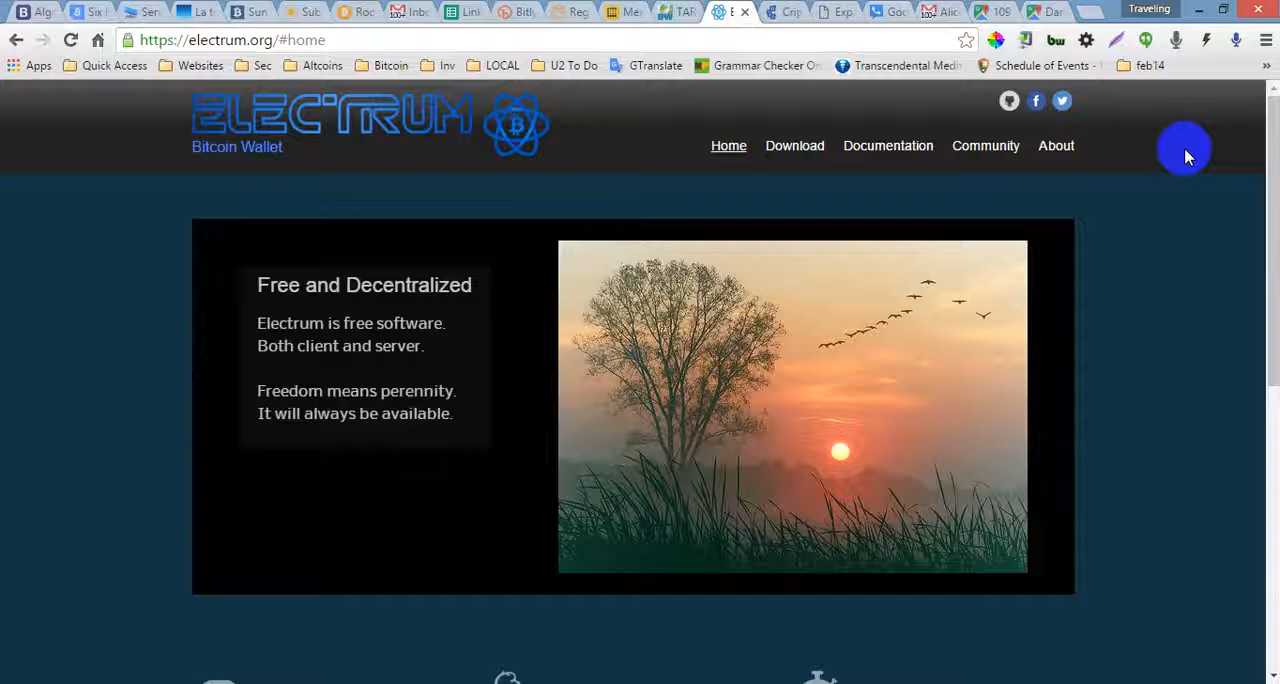 Traveling
https://electrum.org/#home
Apps Quick Access Websites Sec Altcoins Bitcoin Inv LOCAL U2 To Do GTranslate Grammar Checker Transcendental Schedule of Events - feb14 »
ELECTRUM
Bitcoin Wallet
Home Download Documentation Community About
Free and Decentralized
Electrum is free software.
Both client and server.
Freedom means perennity.
It will always be available.